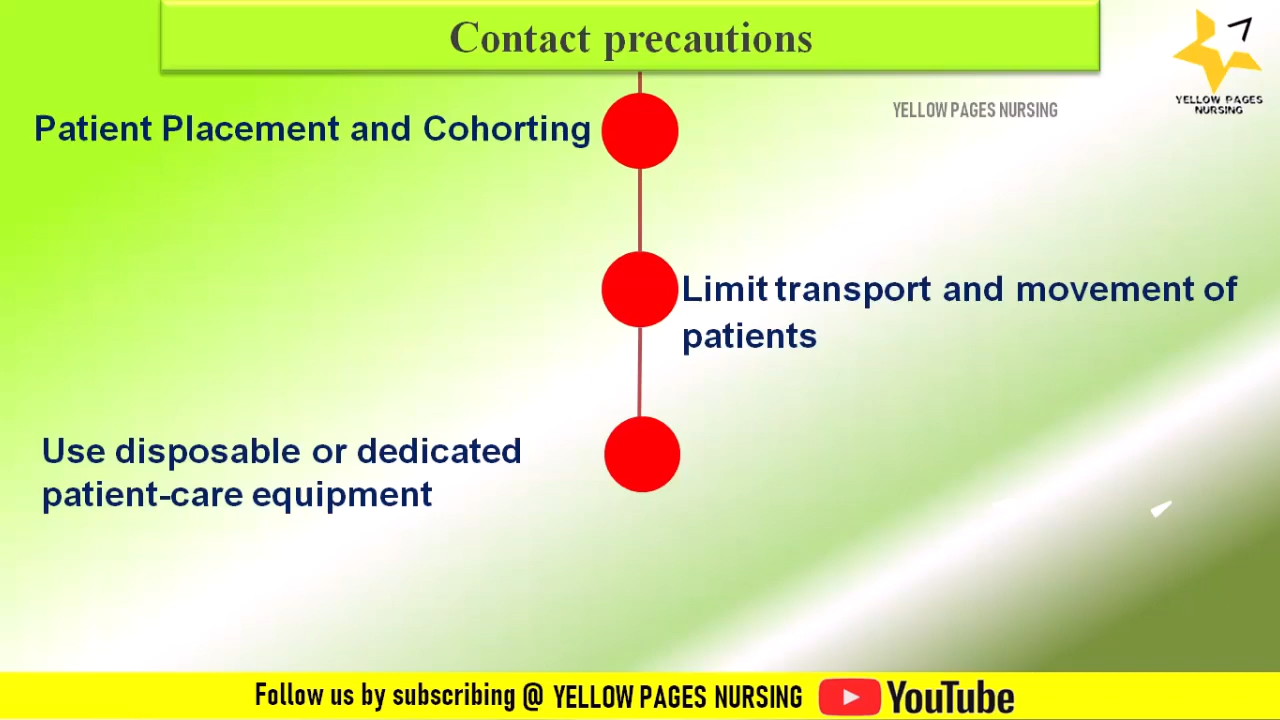 Contact precautions
YELLOW PAGES
NURSING
YELLOW PAGES NURSING
Patient Placement and Cohorting
Limit transport and movement of
patients
Use disposable or dedicated
patient-care equipment
Follow us by subscribing @ YELLOW PAGES NURSING YouTube